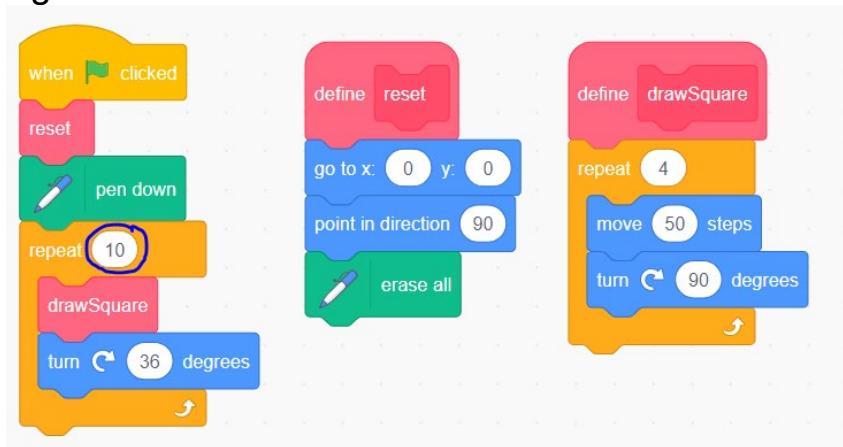 when clicked
reset
pen down
repeat 10
drawSquare
turn 36 degrees
define reset
go to x: 0 y: 0
point in direction 90
erase all
define drawSquare
repeat 4
move 50 steps
turn 90 degrees